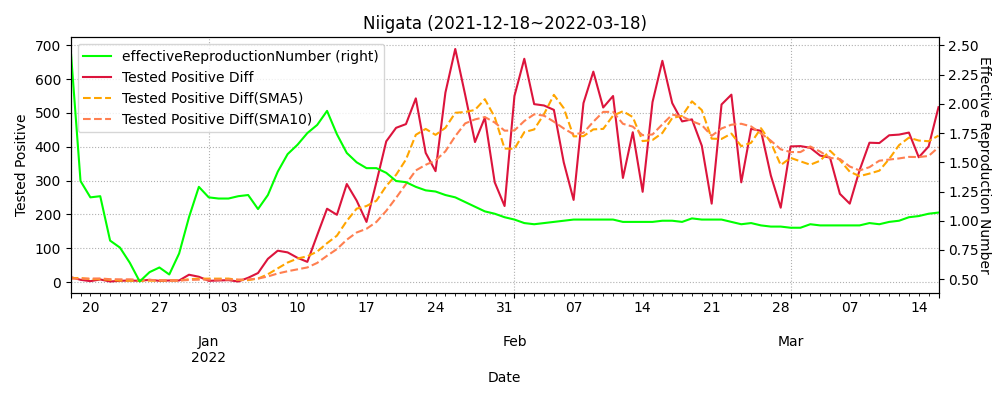 Niigata (2021-12-18~2022-03-18)
effectiveReproductionNumber (right)
Tested Positive Diff
Tested Positive Diff(SMA5)
Tested Positive Diff(SMA10)
Tested Positive
700
600
500
400
300
200
100
0
2.50
2.25
2.00
1.75
1.50
1.25
1.00
0.75
0.50
Effective Reproduction Number
20 27 03 10 17 24 31 07 14 21 28 07 14
Jan Feb Mar
2022
Date